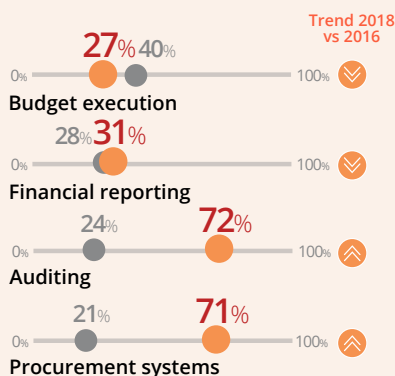 Trend 2018
vs 2016
27% 40%
0% 100%
Budget execution
28% 31%
0% 100%
Financial reporting
24% 72%
0% 100%
Auditing
21% 71%
0% 100%
Procurement systems